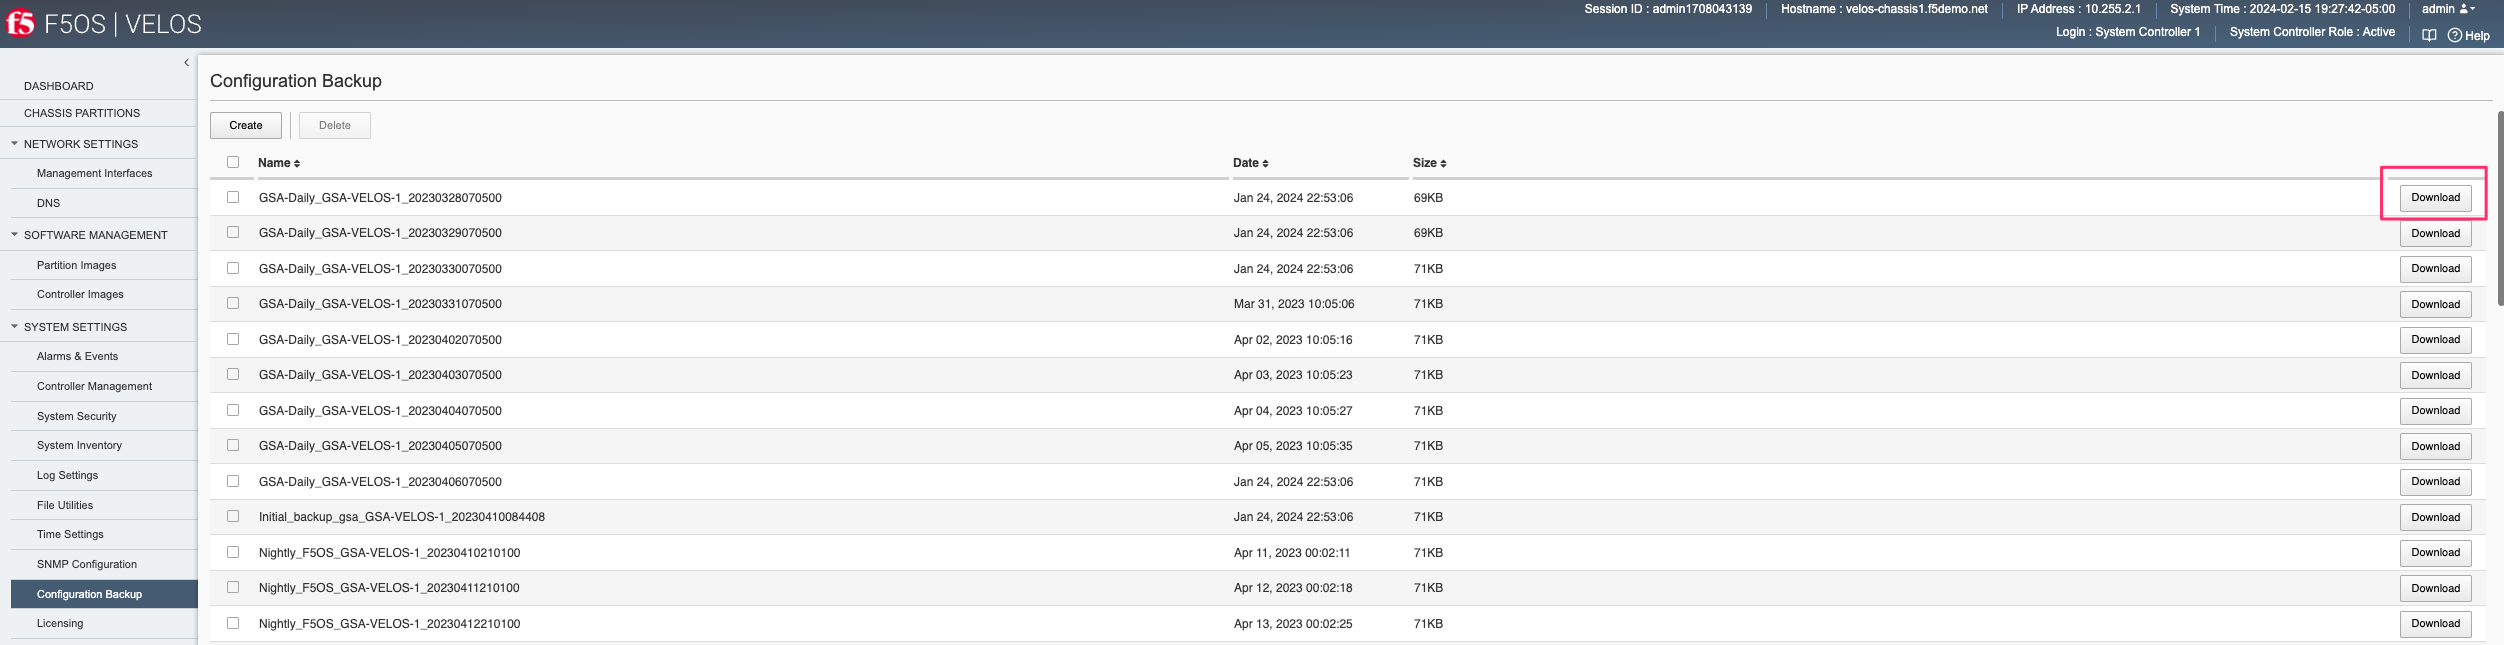 Session ID : admin1708043139 Hostname : velos-chassis1.f5demo.net IP Address : 10.255.2.1 System Time : 2024-02-15 19:27:42-05:00 admin
f5 F5OS | VELOS
Login : System Controller 1 System Controller Role : Active Help
DASHBOARD
CHASSIS PARTITIONS
NETWORK SETTINGS
Management Interfaces
DNS
SOFTWARE MANAGEMENT
Partition Images
Controller Images
SYSTEM SETTINGS
Alarms & Events
Controller Management
System Security
System Inventory
Log Settings
File Utilities
Time Settings
SNMP Configuration
Configuration Backup
Licensing
Configuration Backup
Create Delete
Name Date Size
GSA-Daily_GSA-VELOS-1_20230328070500 Jan 24, 2024 22:53:06 69KB Download
GSA-Daily_GSA-VELOS-1_20230329070500 Jan 24, 2024 22:53:06 69KB Download
GSA-Daily_GSA-VELOS-1_20230330070500 Jan 24, 2024 22:53:06 71KB Download
GSA-Daily_GSA-VELOS-1_20230331070500 Mar 31, 2023 10:05:06 71KB Download
GSA-Daily_GSA-VELOS-1_20230402070500 Apr 02, 2023 10:05:16 71KB Download
GSA-Daily_GSA-VELOS-1_20230403070500 Apr 03, 2023 10:05:23 71KB Download
GSA-Daily_GSA-VELOS-1_20230404070500 Apr 04, 2023 10:05:27 71KB Download
GSA-Daily_GSA-VELOS-1_20230405070500 Apr 05, 2023 10:05:35 71KB Download
GSA-Daily_GSA-VELOS-1_20230406070500 Jan 24, 2024 22:53:06 71KB Download
Initial_backup_gsa_GSA-VELOS-1_20230410084408 Jan 24, 2024 22:53:06 71KB Download
Nightly_F5OS_GSA-VELOS-1_20230410210100 Apr 11, 2023 00:02:11 71KB Download
Nightly_F5OS_GSA-VELOS-1_20230411210100 Apr 12, 2023 00:02:18 71KB Download
Nightly_F5OS_GSA-VELOS-1_20230412210100 Apr 13, 2023 00:02:25 71KB Download